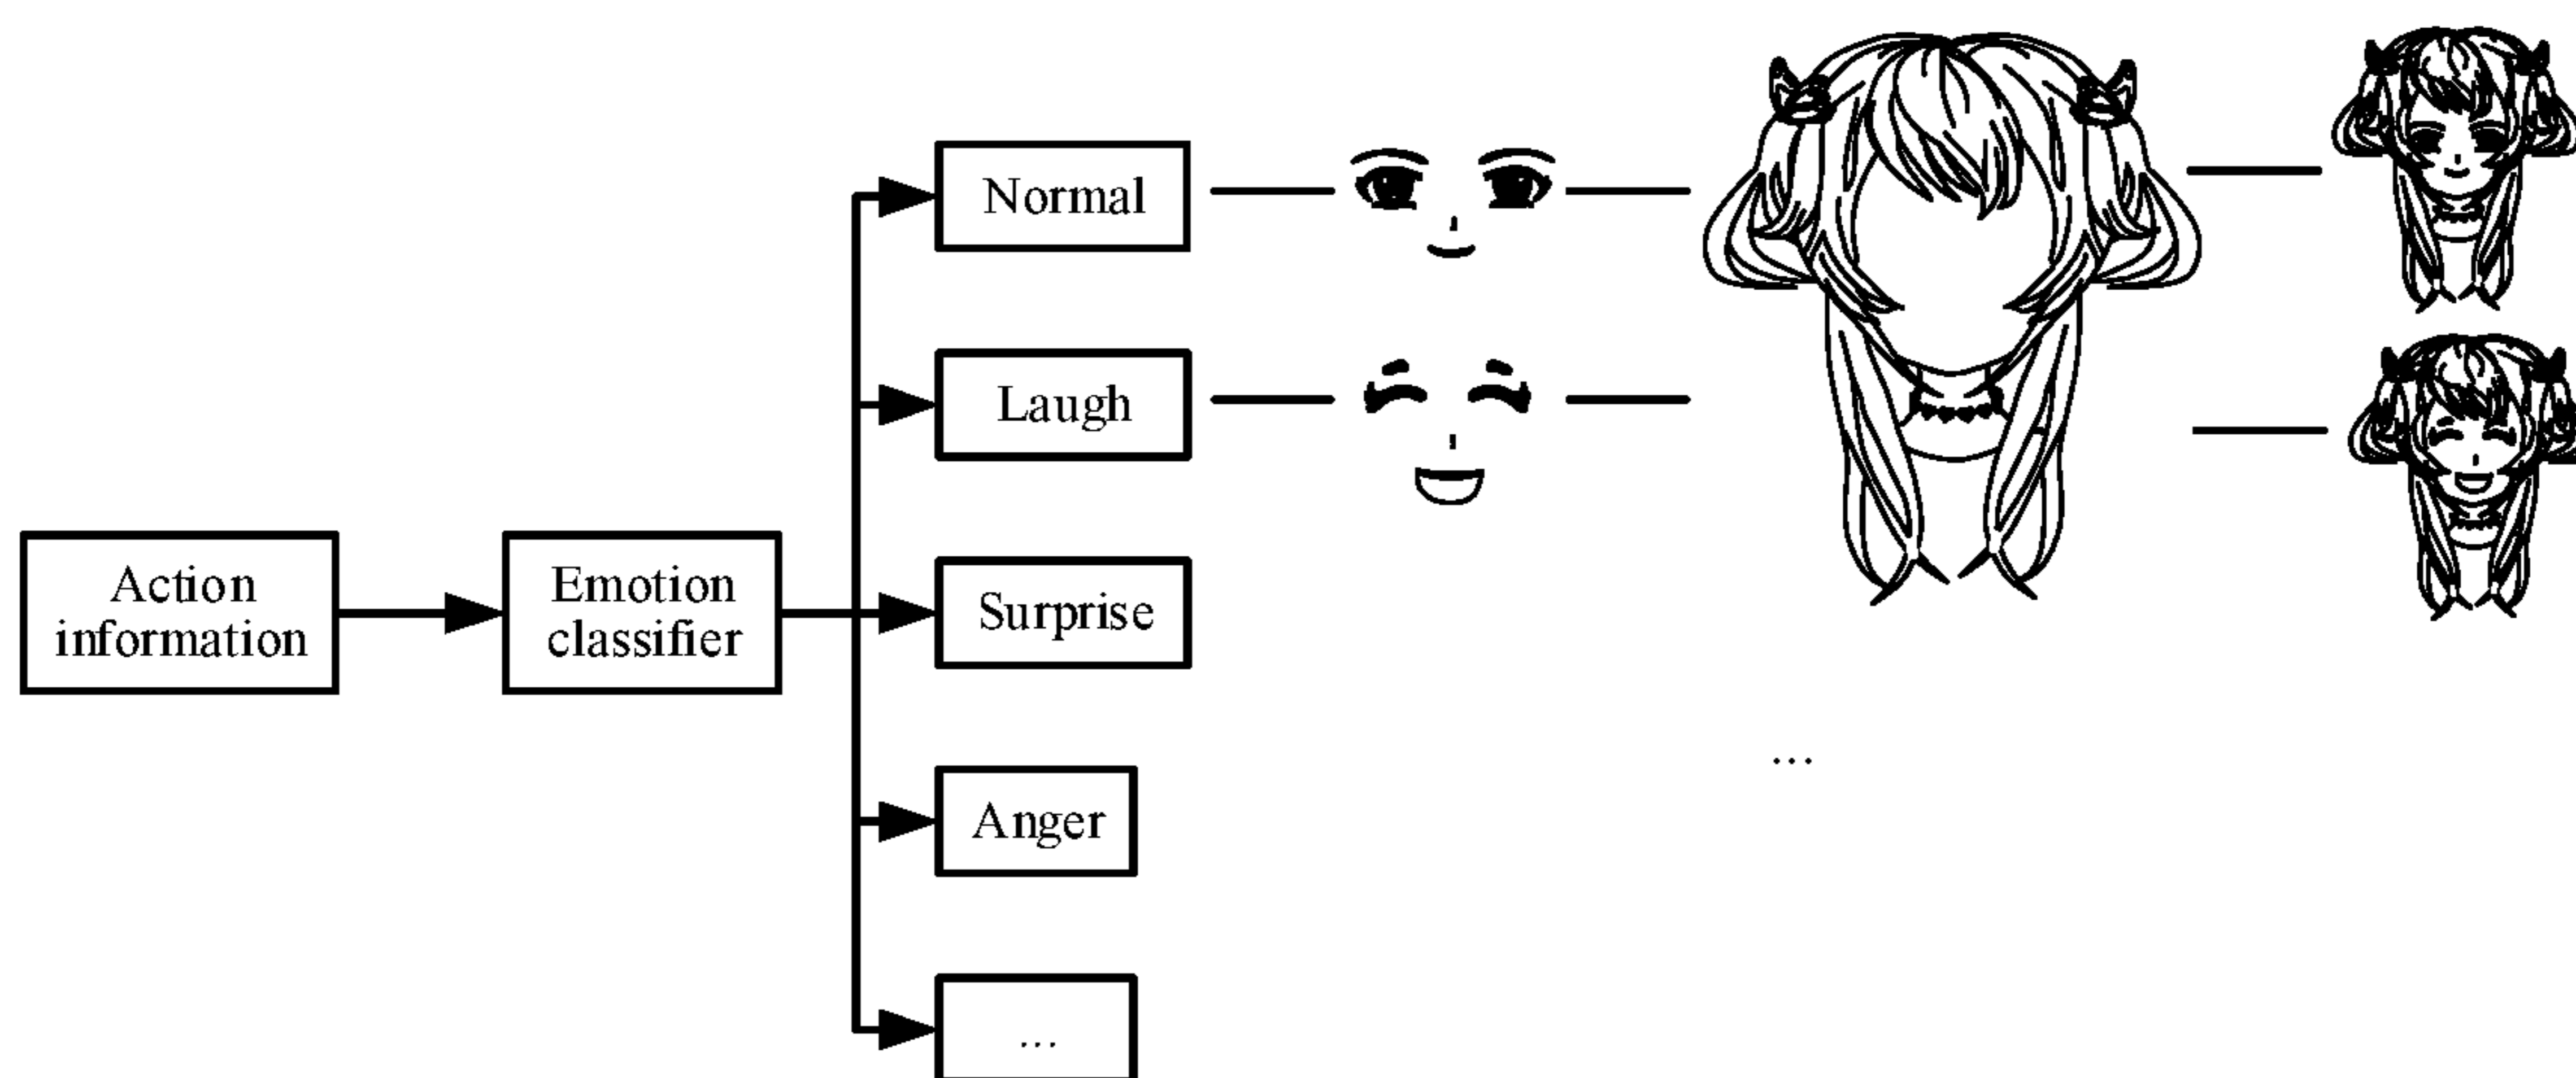 Action
information
Emotion
classifier
Normal
Laugh
Surprise
Anger
...
...